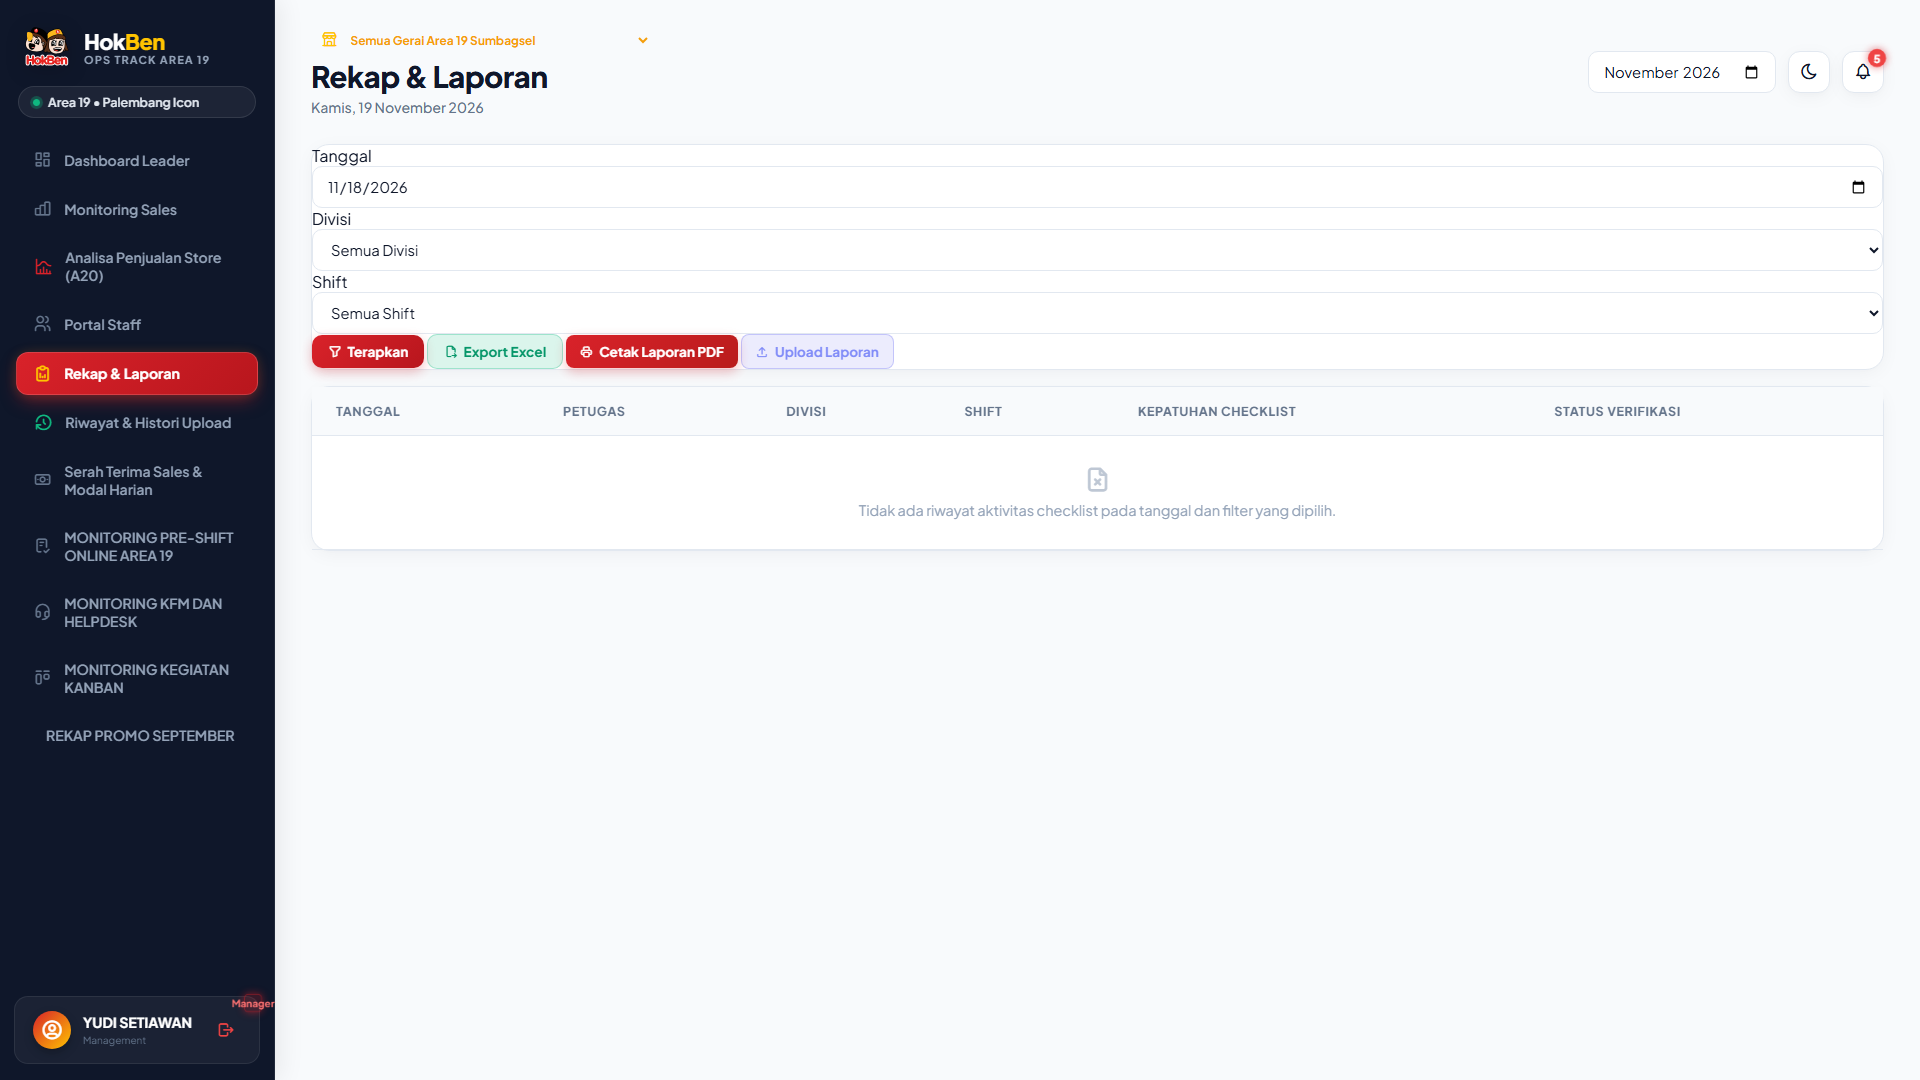 HokBen
HokBen
OPS TRACK AREA 19
Area 19 • Palembang Icon
Dashboard Leader
Monitoring Sales
Analisa Penjualan Store
(A20)
Portal Staff
Rekap & Laporan
Riwayat & Histori Upload
Serah Terima Sales &
Modal Harian
MONITORING PRE-SHIFT
ONLINE AREA 19
MONITORING KFM DAN
HELPDESK
MONITORING KEGIATAN
KANBAN
REKAP PROMO SEPTEMBER
Manager
YUDI SETIAWAN
Management
Semua Gerai Area 19 Sumbagsel
Rekap & Laporan
Kamis, 19 November 2026
November 2026
5
Tanggal
11/18/2026
Divisi
Semua Divisi
Shift
Semua Shift
Terapkan
Export Excel
Cetak Laporan PDF
Upload Laporan
TANGGAL PETUGAS DIVISI SHIFT KEPATUHAN CHECKLIST STATUS VERIFIKASI
Tidak ada riwayat aktivitas checklist pada tanggal dan filter yang dipilih.